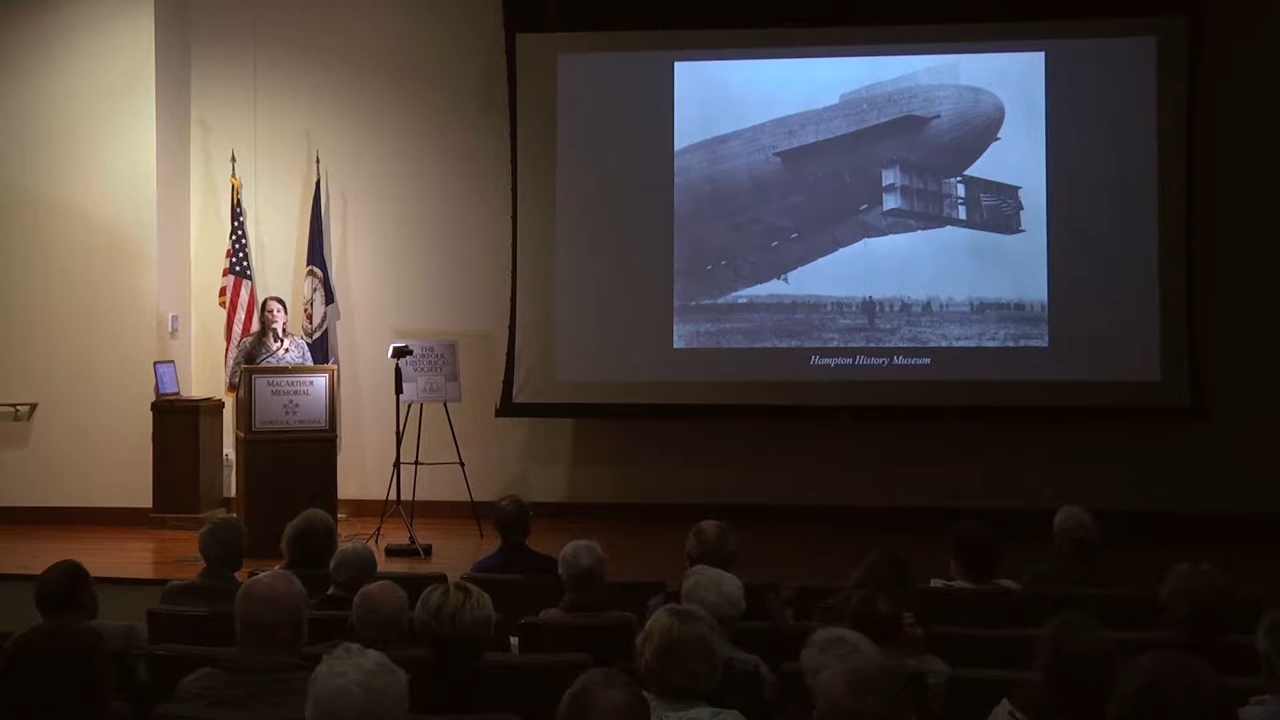 Hampton History Museum
THE
NORFOLK
HISTORICAL
SOCIETY
MACARTHUR
MEMORIAL
NORFOLK, VIRGINIA